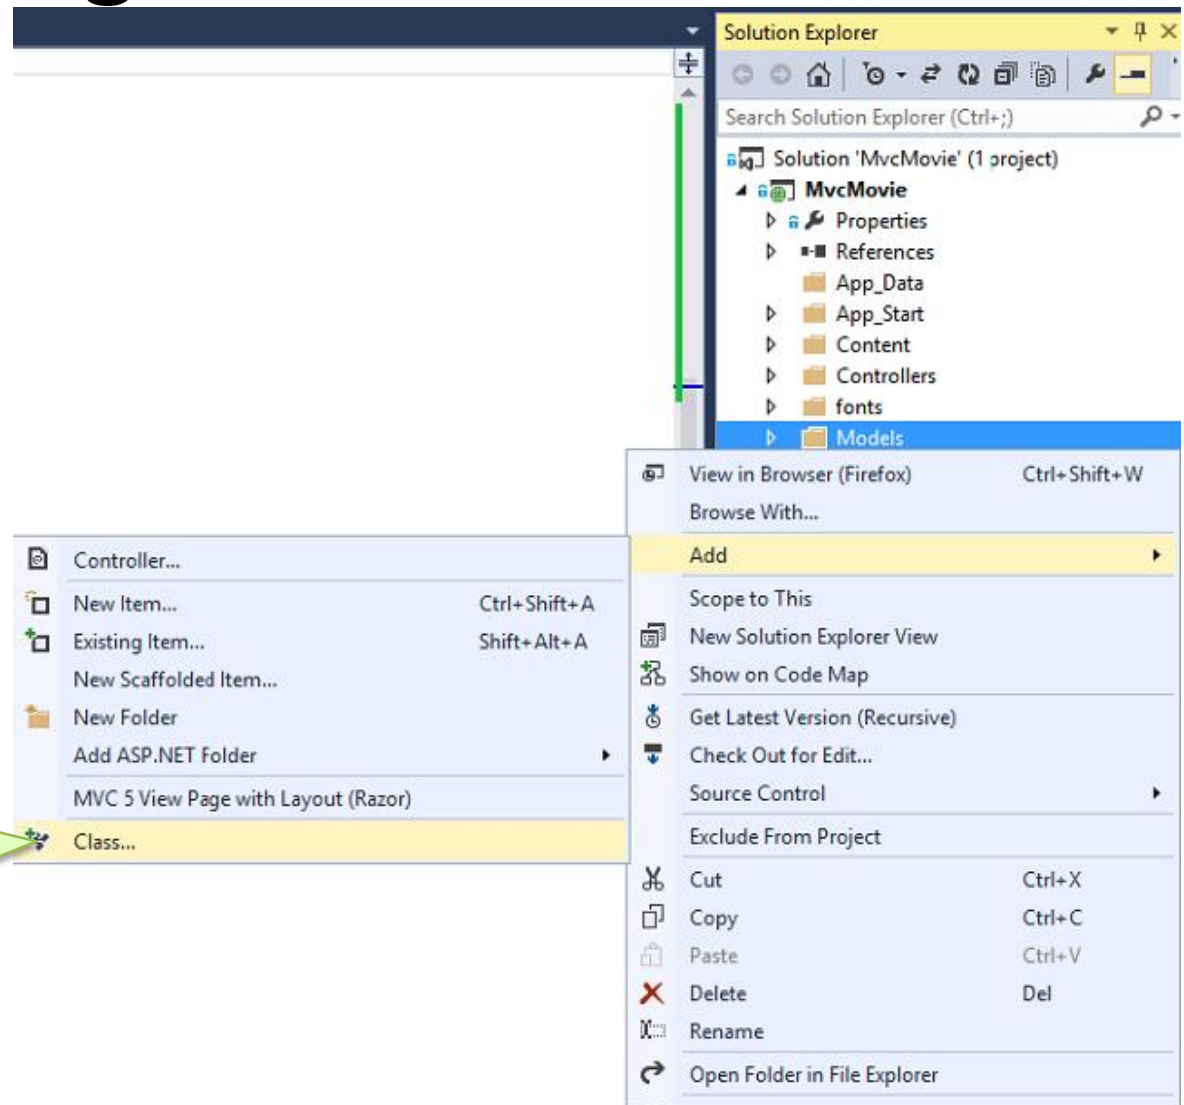 Solution Explorer
Search Solution Explorer (Ctrl+;)
Solution 'MvcMovie' (1 project)
MvcMovie
Properties
References
App_Data
App_Start
Content
Controllers
fonts
Models
View in Browser (Firefox) Ctrl+Shift+W
Browse With...
Add
Scope to This
New Solution Explorer View
Show on Code Map
Get Latest Version (Recursive)
Check Out for Edit...
Source Control
Exclude From Project
Cut Ctrl+X
Copy Ctrl+C
Paste Ctrl+V
Delete Del
Rename
Open Folder in File Explorer
Controller...
New Item... Ctrl+Shift+A
Existing Item... Shift+Alt+A
New Scaffolded Item...
New Folder
Add ASP.NET Folder
MVC 5 View Page with Layout (Razor)
Class...